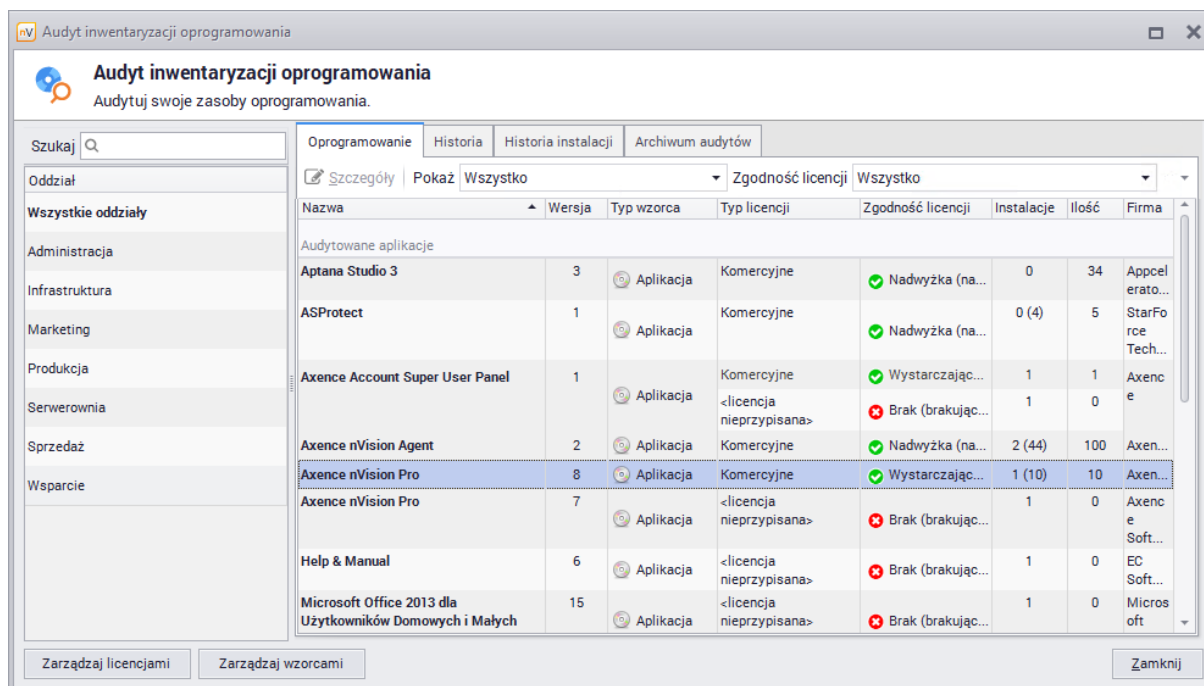 nV Audyt inwentaryzacji oprogramowania
Audyt inwentaryzacji oprogramowania
Audytuj swoje zasoby oprogramowania.
Szukaj
Oddział
Wszystkie oddziały
Administracja
Infrastruktura
Marketing
Produkcja
Serwerownia
Sprzedaż
Wsparcie
Oprogramowanie Historia Historia instalacji Archiwum audytów
Szczegóły Pokaż Wszystko Zgodność licencji Wszystko
Nazwa Wersja Typ wzorca Typ licencji Zgodność licencji Instalacje Ilość Firma
Audytowane aplikacje
Aptana Studio 3 3 Aplikacja Komercyjne Nadwyżka (na... 0 34 Appcel
erato...
ASProtect 1 Aplikacja Komercyjne Nadwyżka (na... 0 (4) 5 StarFo
rce
Tech...
Axence Account Super User Panel 1 Aplikacja Komercyjne Wystarczając... 1 1 Axenc
e
<licencja
nieprzypisana> Brak (brakując... 1 0
Axence nVision Agent 2 Aplikacja Komercyjne Nadwyżka (na... 2 (44) 100 Axen...
Axence nVision Pro 8 Aplikacja Komercyjne Wystarczając... 1 (10) 10 Axen...
Axence nVision Pro 7 Aplikacja <licencja Brak (brakując... 1 0 Axenc
nieprzypisana> e
Soft...
Help & Manual 6 Aplikacja <licencja Brak (brakując... 1 0 EC
nieprzypisana> Soft...
Microsoft Office 2013 dla 15 <licencja 1 0 Micros
Użytkowników Domowych i Małych Aplikacja nieprzypisana> Brak (brakując... oft
Zarządzaj licencjami Zarządzaj wzorcami Zamknij